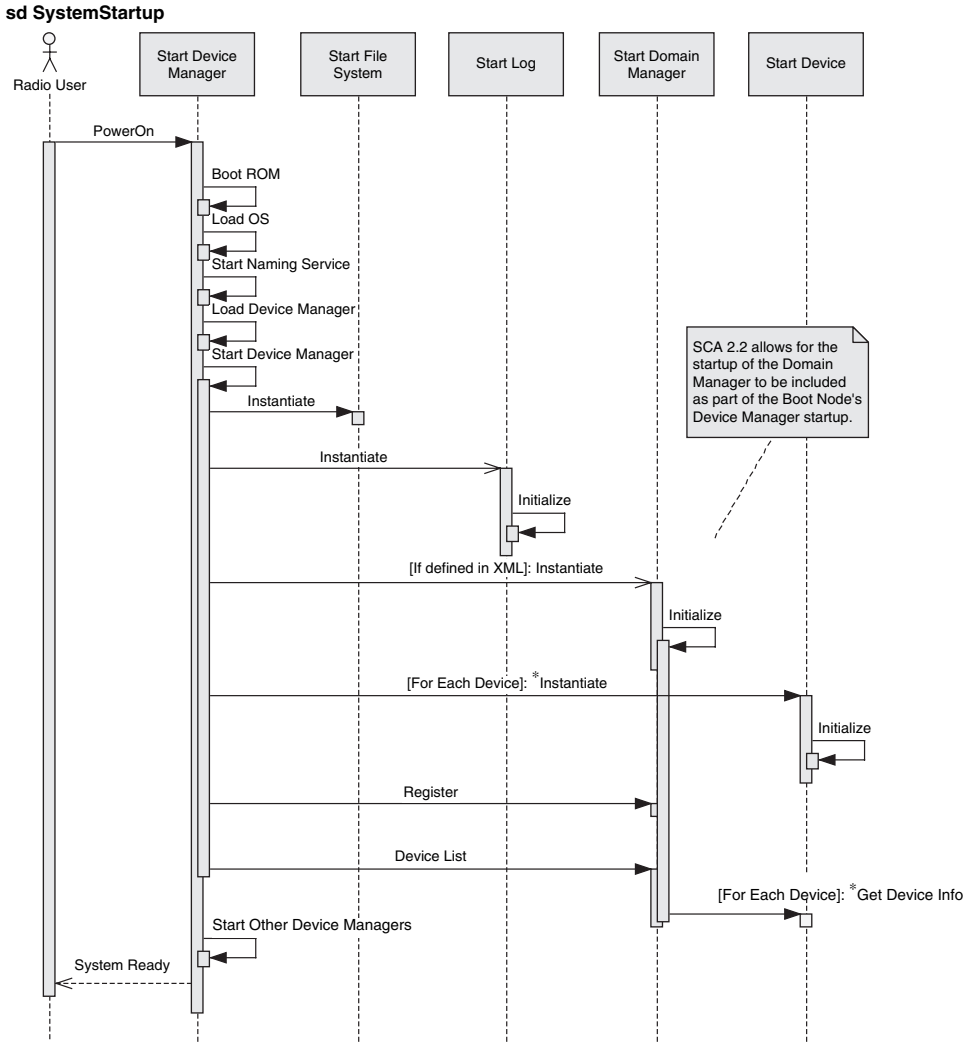 sd SystemStartup
Radio User
Start Device
Manager
Start File
System
Start Log
Start Domain
Manager
Start Device
PowerOn
Boot ROM
Load OS
Start Naming Service
Load Device Manager
Start Device Manager
SCA 2.2 allows for the
startup of the Domain
Manager to be included
as part of the Boot Node's
Device Manager startup.
Instantiate
Instantiate
Initialize
[If defined in XML]: Instantiate
Initialize
[For Each Device]: *Instantiate
Initialize
Register
Device List
[For Each Device]: *Get Device Info
Start Other Device Managers
System Ready